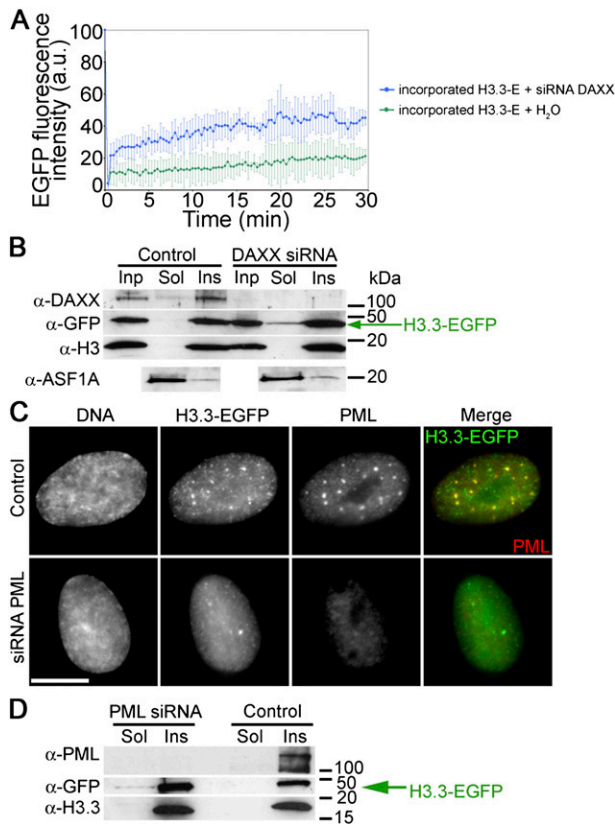 A
EGFP fluorescence
intensity (a.u.)
100
80
60
40
20
0
0 5 10 15 20 25 30
Time (min)
incorporated H3.3-E + siRNA DAXX
incorporated H3.3-E + H₂O
B
Control DAXX siRNA
Inp Sol Ins Inp Sol Ins kDa
α-DAXX
100
α-GFP
50
H3.3-EGFP
α-H3
20
α-ASF1A
20
C
DNA H3.3-EGFP PML Merge
Control
H3.3-EGFP
PML
siRNA PML
D
PML siRNA Control
Sol Ins Sol Ins
α-PML
100
α-GFP
50
H3.3-EGFP
20
α-H3.3
15